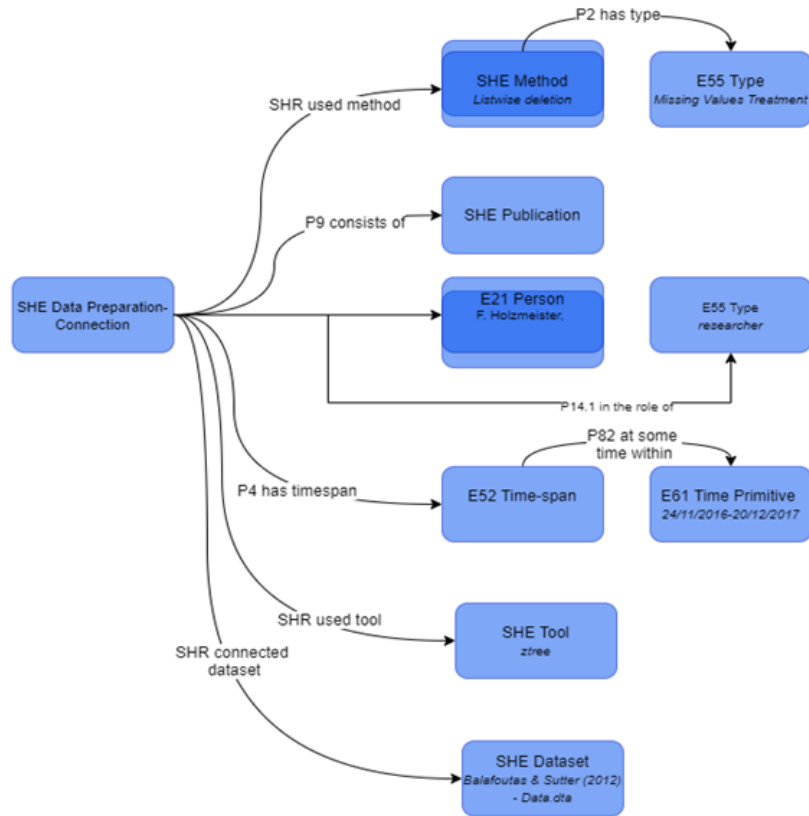 P2 has type
SHE Method
Listwise deletion
E55 Type
Missing Values Treatment
SHR used method
SHE Publication
P9 consists of
SHE Data Preparation-
Connection
E21 Person
F. Holzmeister,
E55 Type
researcher
P14.1 in the role of
P82 at some
time within
P4 has timespan
E52 Time-span
E61 Time Primitive
24/11/2016-20/12/2017
SHR used tool
SHE Tool
ztree
SHR connected
dataset
SHE Dataset
Balafoutas & Sutter (2012)
- Data.dta